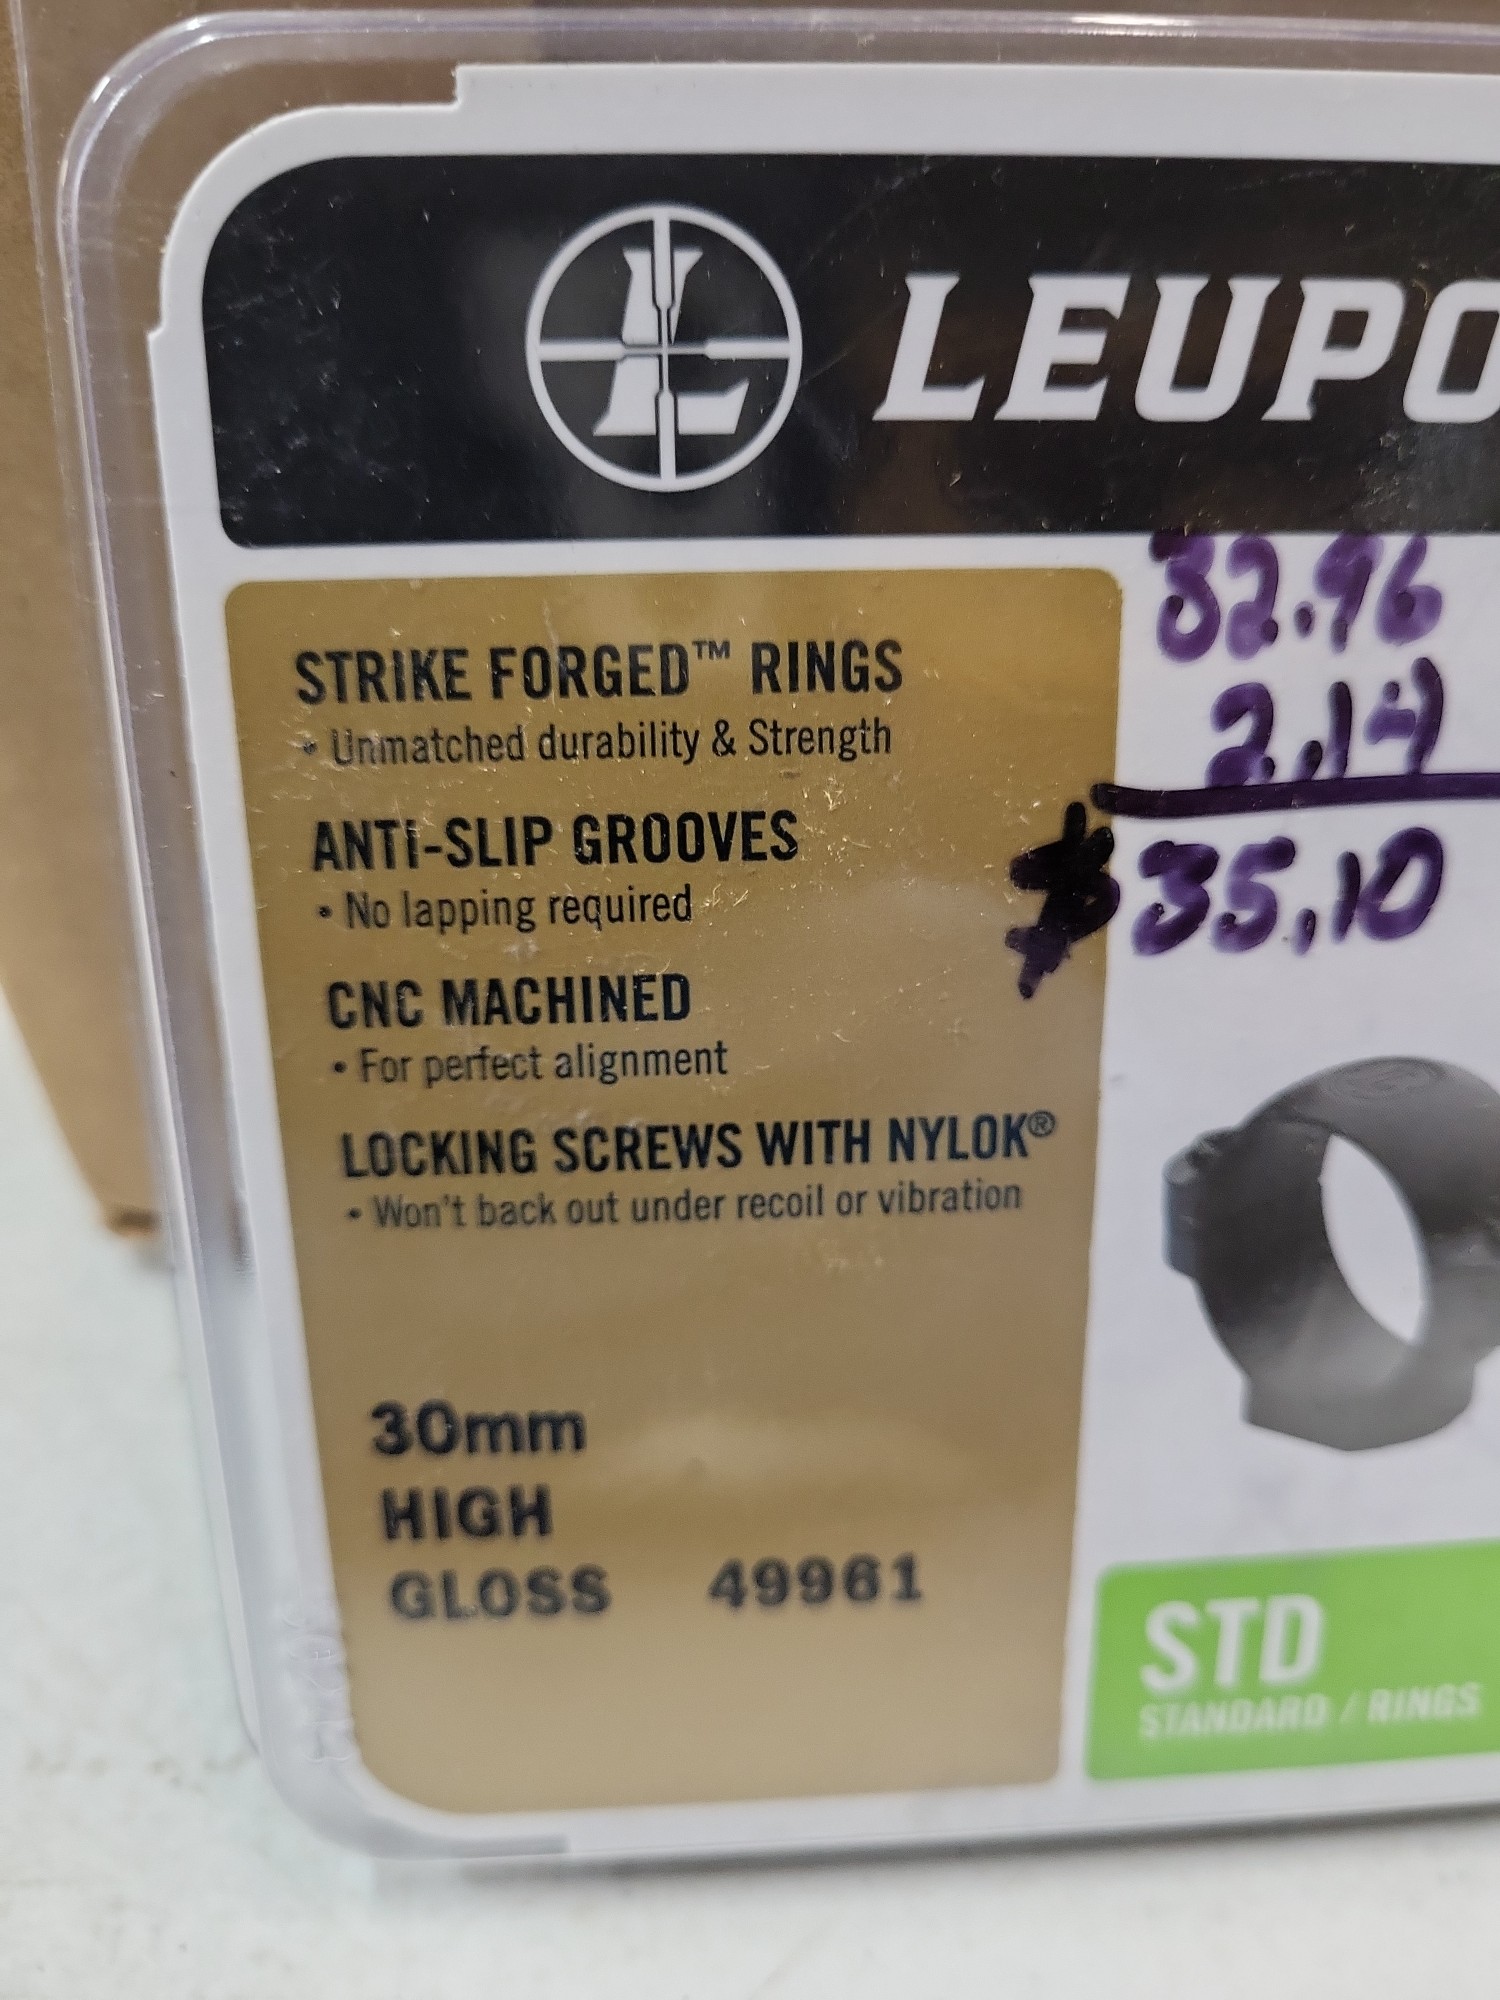 L
LEUPO
32.96
2.14
$35.10
STRIKE FORGED™ RINGS
• Unmatched durability & Strength
ANTI-SLIP GROOVES
• No lapping required
CNC MACHINED
• For perfect alignment
LOCKING SCREWS WITH NYLOK®
• Won't back out under recoil or vibration
30mm
HIGH
GLOSS 49961
STD
STANDARD / RINGS